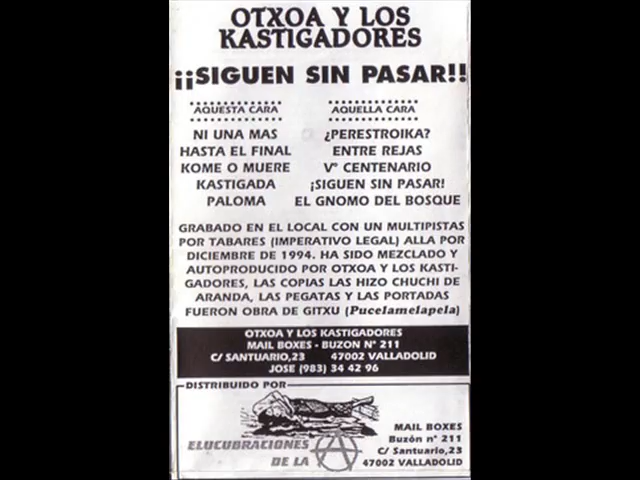 OTXOA Y LOS
KASTIGADORES
¡¡SIGUEN SIN PASAR!!
AQUESTA CARA
NI UNA MAS
HASTA EL FINAL
KOME O MUERE
KASTIGADA
PALOMA
AQUELLA CARA
¿PERESTROIKA?
ENTRE REJAS
Vº CENTENARIO
¡SIGUEN SIN PASAR!
EL GNOMO DEL BOSQUE
GRABADO EN EL LOCAL CON UN MULTIPISTAS
POR TABARES (IMPERATIVO LEGAL) ALLA POR
DICIEMBRE DE 1994. HA SIDO MEZCLADO Y
AUTOPRODUCIDO POR OTXOA Y LOS KASTI-
GADORES, LAS COPIAS LAS HIZO CHUCHI DE
ARANDA, LAS PEGATAS Y LAS PORTADAS
FUERON OBRA DE GITXU (Pucelamelapela)
OTXOA Y LOS KASTIGADORES
MAIL BOXES - BUZON Nº 211
C/ SANTUARIO,23 47002 VALLADOLID
JOSE (983) 34 42 96
DISTRIBUIDO POR
ELUCUBRACIONES
DE LA A
MAIL BOXES
Buzón nº 211
C/ Santuario,23
47002 VALLADOLID